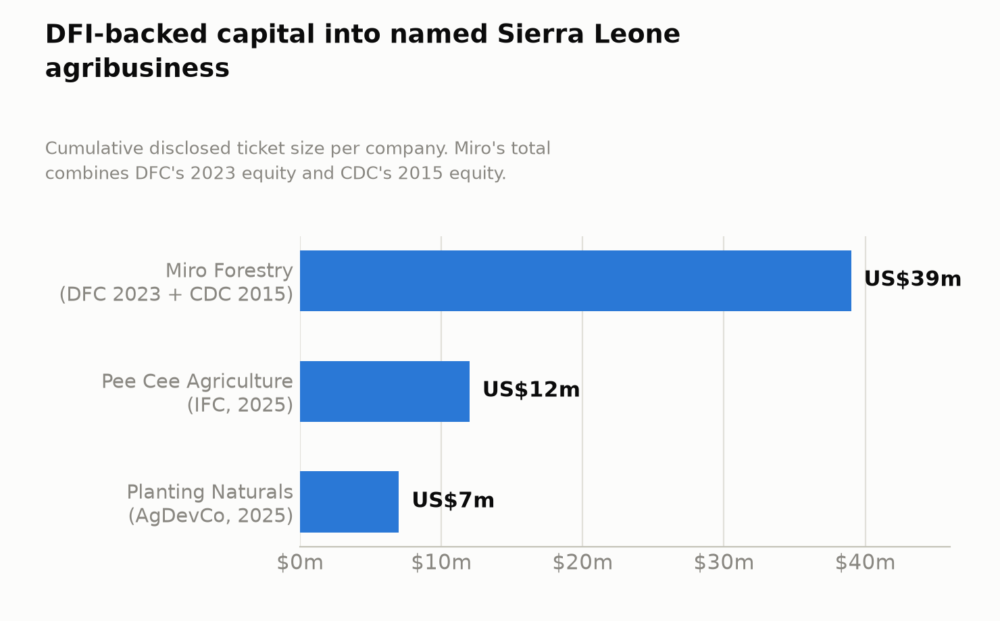 DFI-backed capital into named Sierra Leone
agribusiness
Cumulative disclosed ticket size per company. Miro's total
combines DFC's 2023 equity and CDC's 2015 equity.
Miro Forestry
(DFC 2023 + CDC 2015)
US$39m
Pee Cee Agriculture
(IFC, 2025)
US$12m
Planting Naturals
(AgDevCo, 2025)
US$7m
$0m $10m $20m $30m $40m